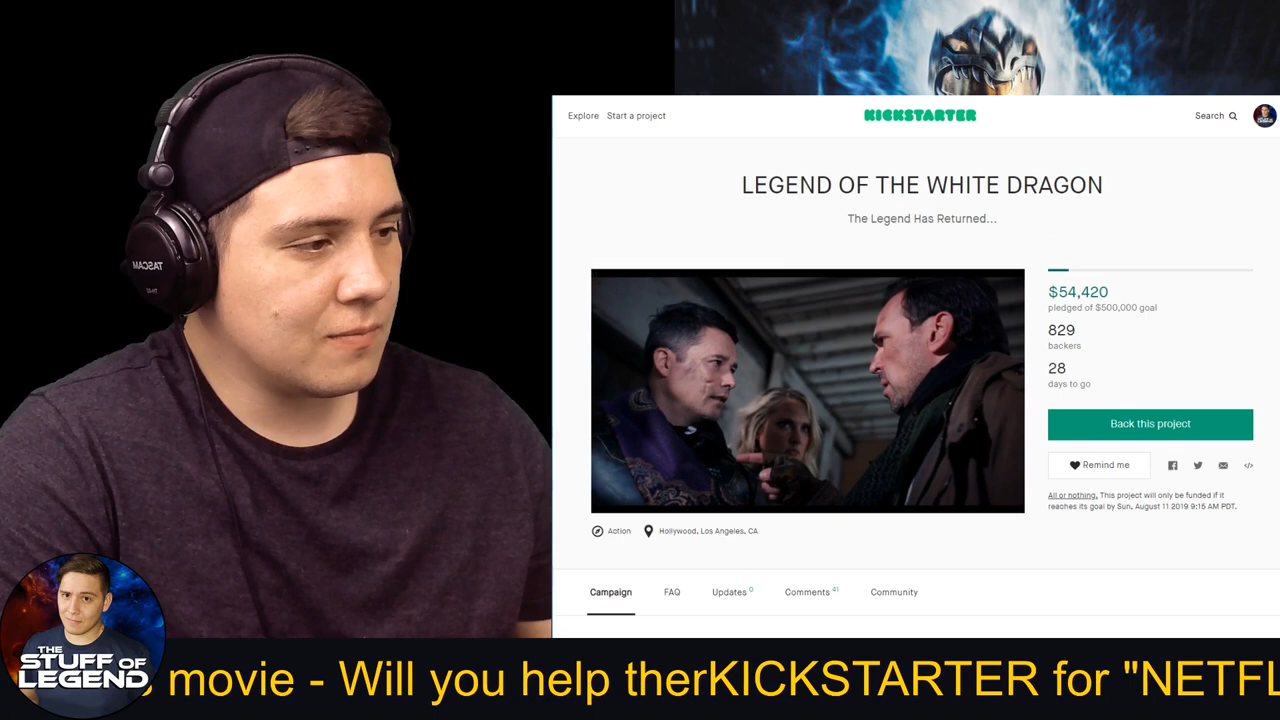 TASCAM
Explore Start a project
KICKSTARTER
Search
LEGEND OF THE WHITE DRAGON
The Legend Has Returned...
$54,420
pledged of $500,000 goal
829
backers
28
days to go
Back this project
Remind me
All or nothing. This project will only be funded if it
reaches its goal by Sun, August 11 2019 9:15 AM PDT.
Action Hollywood, Los Angeles, CA
Campaign FAQ Updates 0 Comments 41 Community
THE
STUFF OF
LEGEND
movie - Will you help therKICKSTARTER for "NETFL